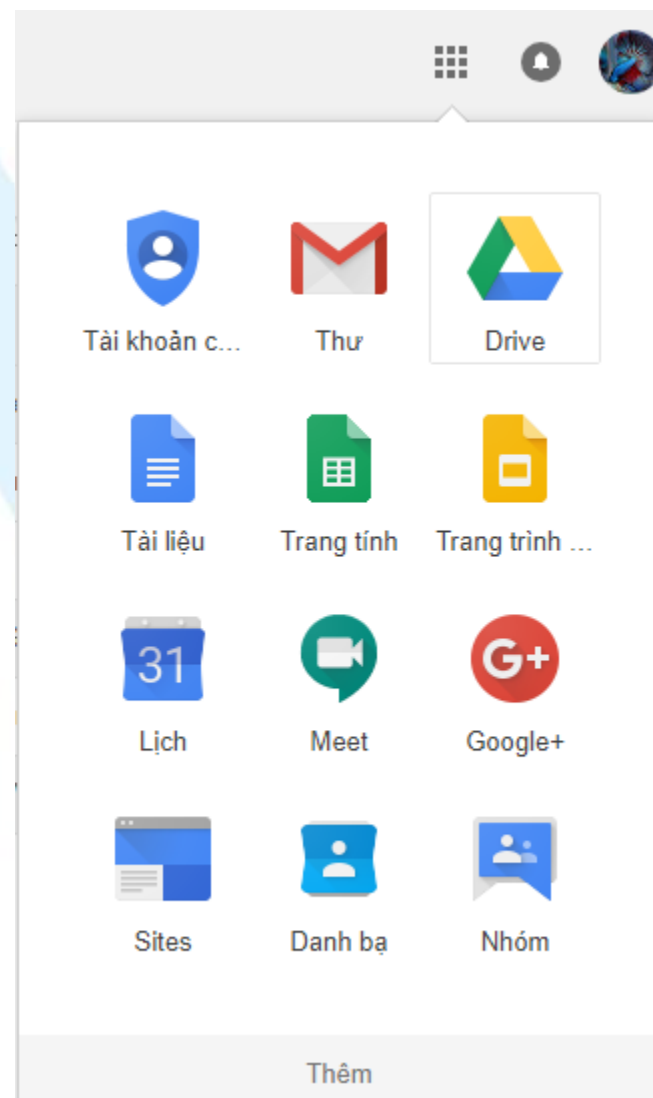 Tài khoản c...
Thư
Drive
Tài liệu
Trang tính
Trang trình ...
31
Lịch
Meet
G+
Google+
Sites
Danh bạ
Nhóm
Thêm